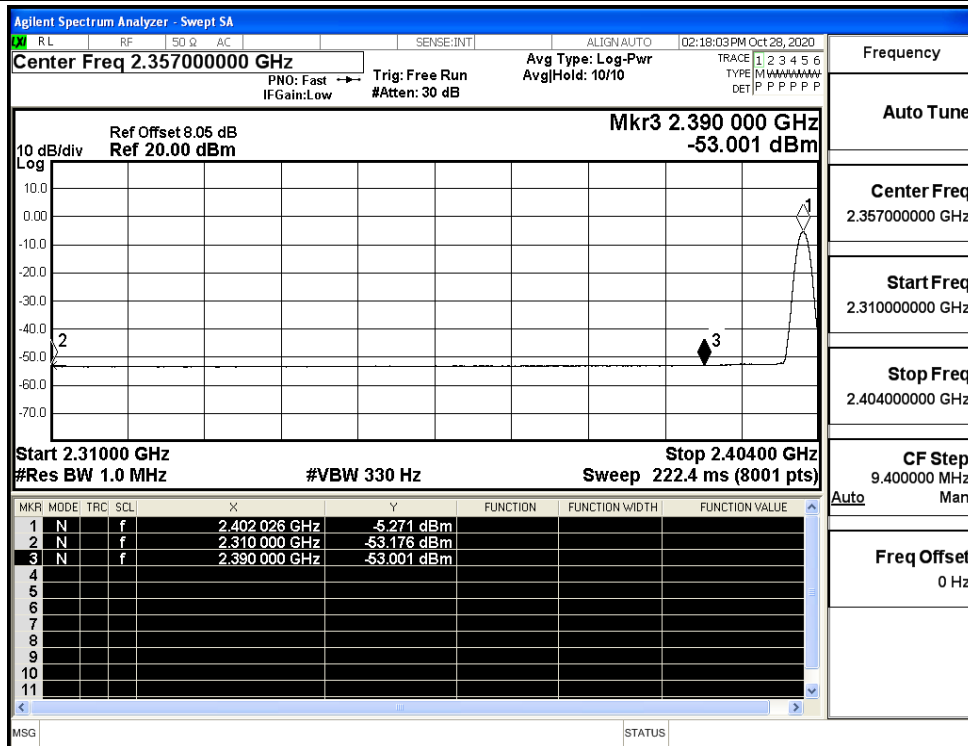 Agilent Spectrum Analyzer - Swept SA
LXI RL RF 50 Ω AC SENSE:INT ALIGN AUTO 02:18:03 PM Oct 28, 2020
Center Freq 2.357000000 GHz
PNO: Fast
IFGain:Low
Trig: Free Run
#Atten: 30 dB
Avg Type: Log-Pwr
Avg|Hold: 10/10
TRACE 1 2 3 4 5 6
TYPE M WWWWW
DET P P P P P P
Frequency
Auto Tune
Center Freq
2.357000000 GHz
Start Freq
2.310000000 GHz
Stop Freq
2.404000000 GHz
CF Step
9.400000 MHz
Auto Man
Freq Offset
0 Hz
Mkr3 2.390 000 GHz
-53.001 dBm
Ref Offset 8.05 dB
10 dB/div Ref 20.00 dBm
Log
10.0
0.00
-10.0
-20.0
-30.0
-40.0
-50.0
-60.0
-70.0
1
2
3
Start 2.31000 GHz Stop 2.40400 GHz
#Res BW 1.0 MHz #VBW 330 Hz Sweep 222.4 ms (8001 pts)
MKR MODE TRC SCL X Y FUNCTION FUNCTION WIDTH FUNCTION VALUE
1 N f 2.402 026 GHz -5.271 dBm
2 N f 2.310 000 GHz -53.176 dBm
3 N f 2.390 000 GHz -53.001 dBm
4
5
6
7
8
9
10
11
MSG STATUS